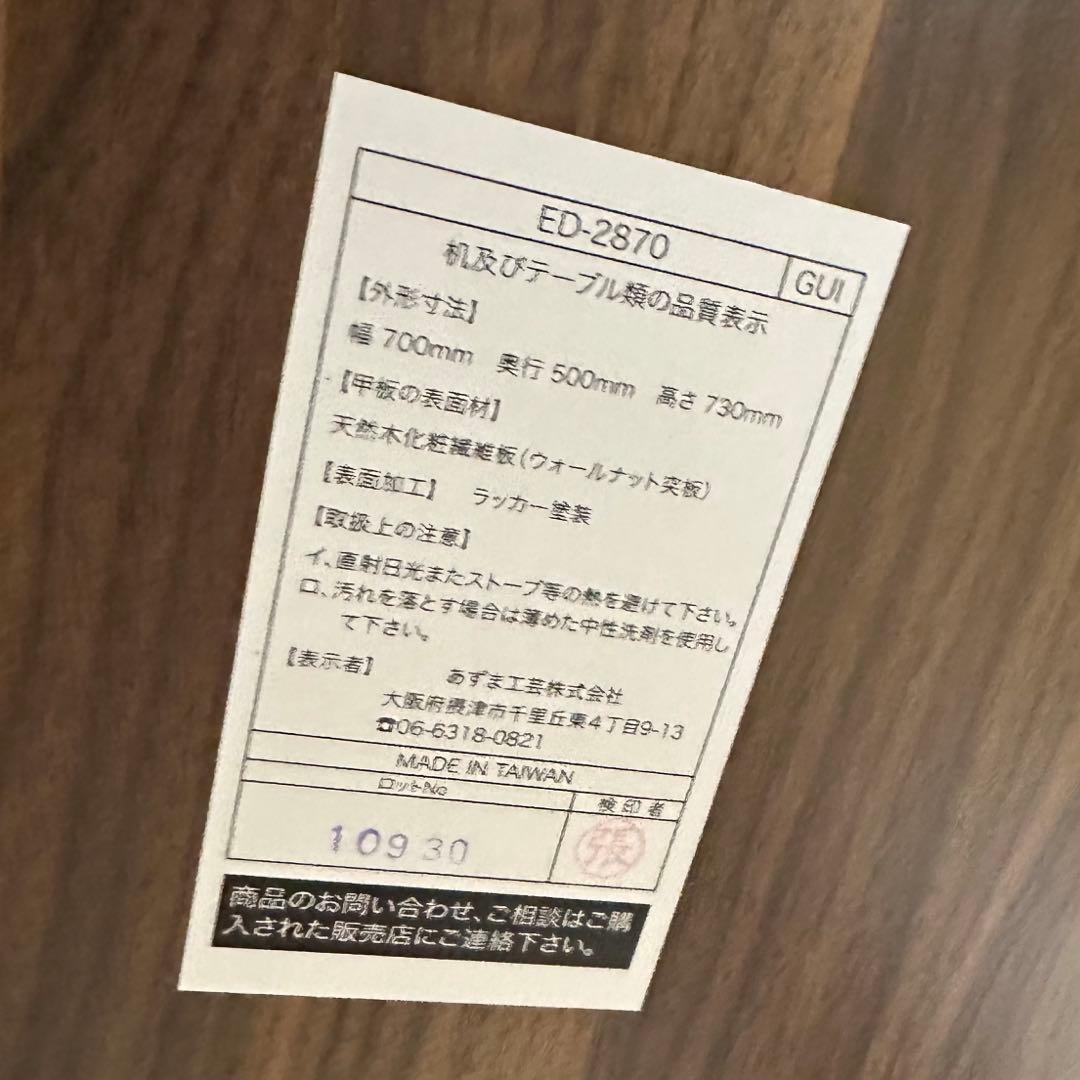 ED-2870
GUI
机及びテーブル類の品質表示
【外形寸法】
幅 700mm 奥行 500mm 高さ 730mm
【甲板の表面材】
天然木化粧繊維板(ウォールナット突板)
【表面加工】 ラッカー塗装
【取扱上の注意】
イ、直射日光またストーブ等の熱を避けて下さい。
ロ、汚れを落とす場合は薄めた中性洗剤を使用し
て下さい。
【表示者】 あずま工芸株式会社
大阪府摂津市千里丘東4丁目9-13
☎06-6318-0821
MADE IN TAIWAN
ロットNo
検印者
10930
張
商品のお問い合わせ、ご相談はご購
入された販売店にご連絡下さい。